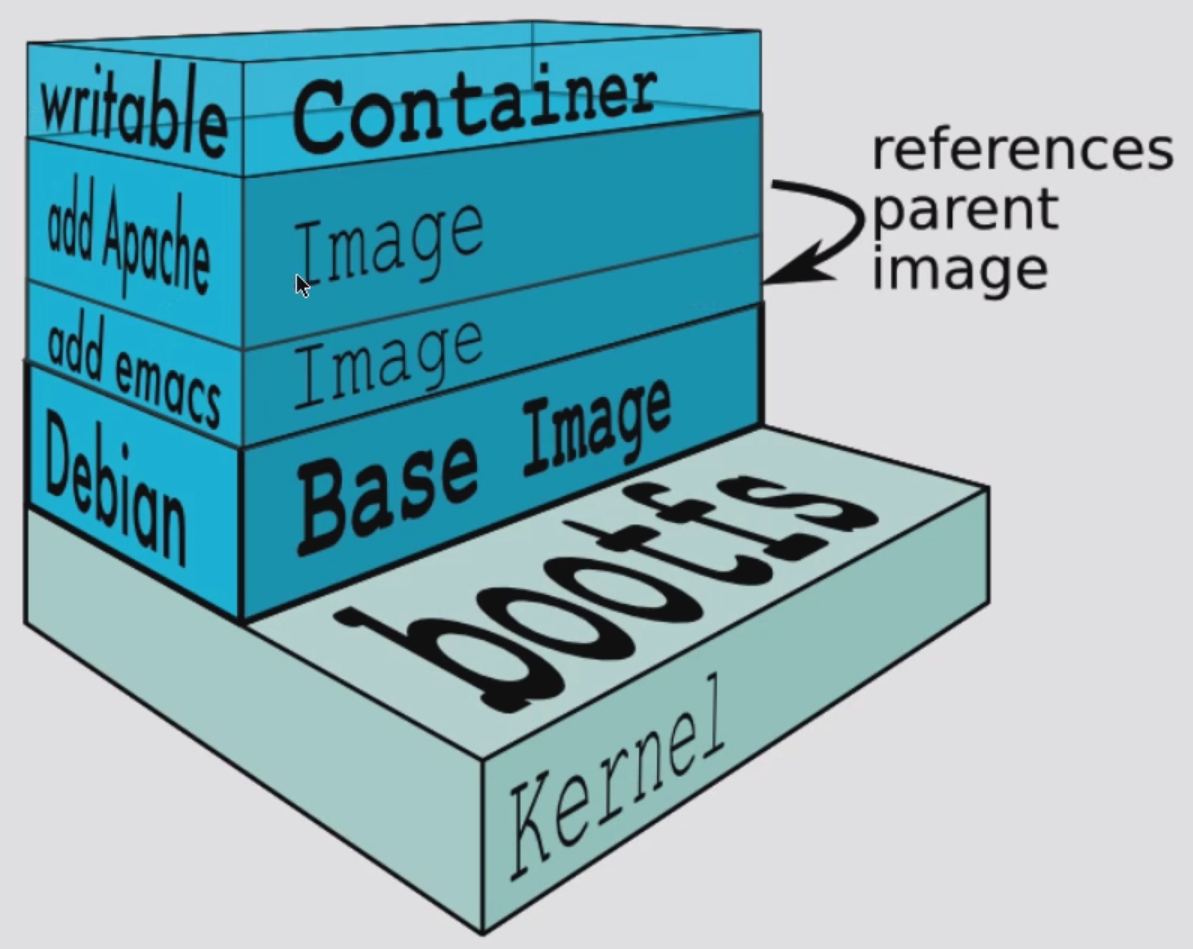 writable Container
add Apache Image
add emacs Image
Debian Base Image
bootfs
Kernel
references
parent
image